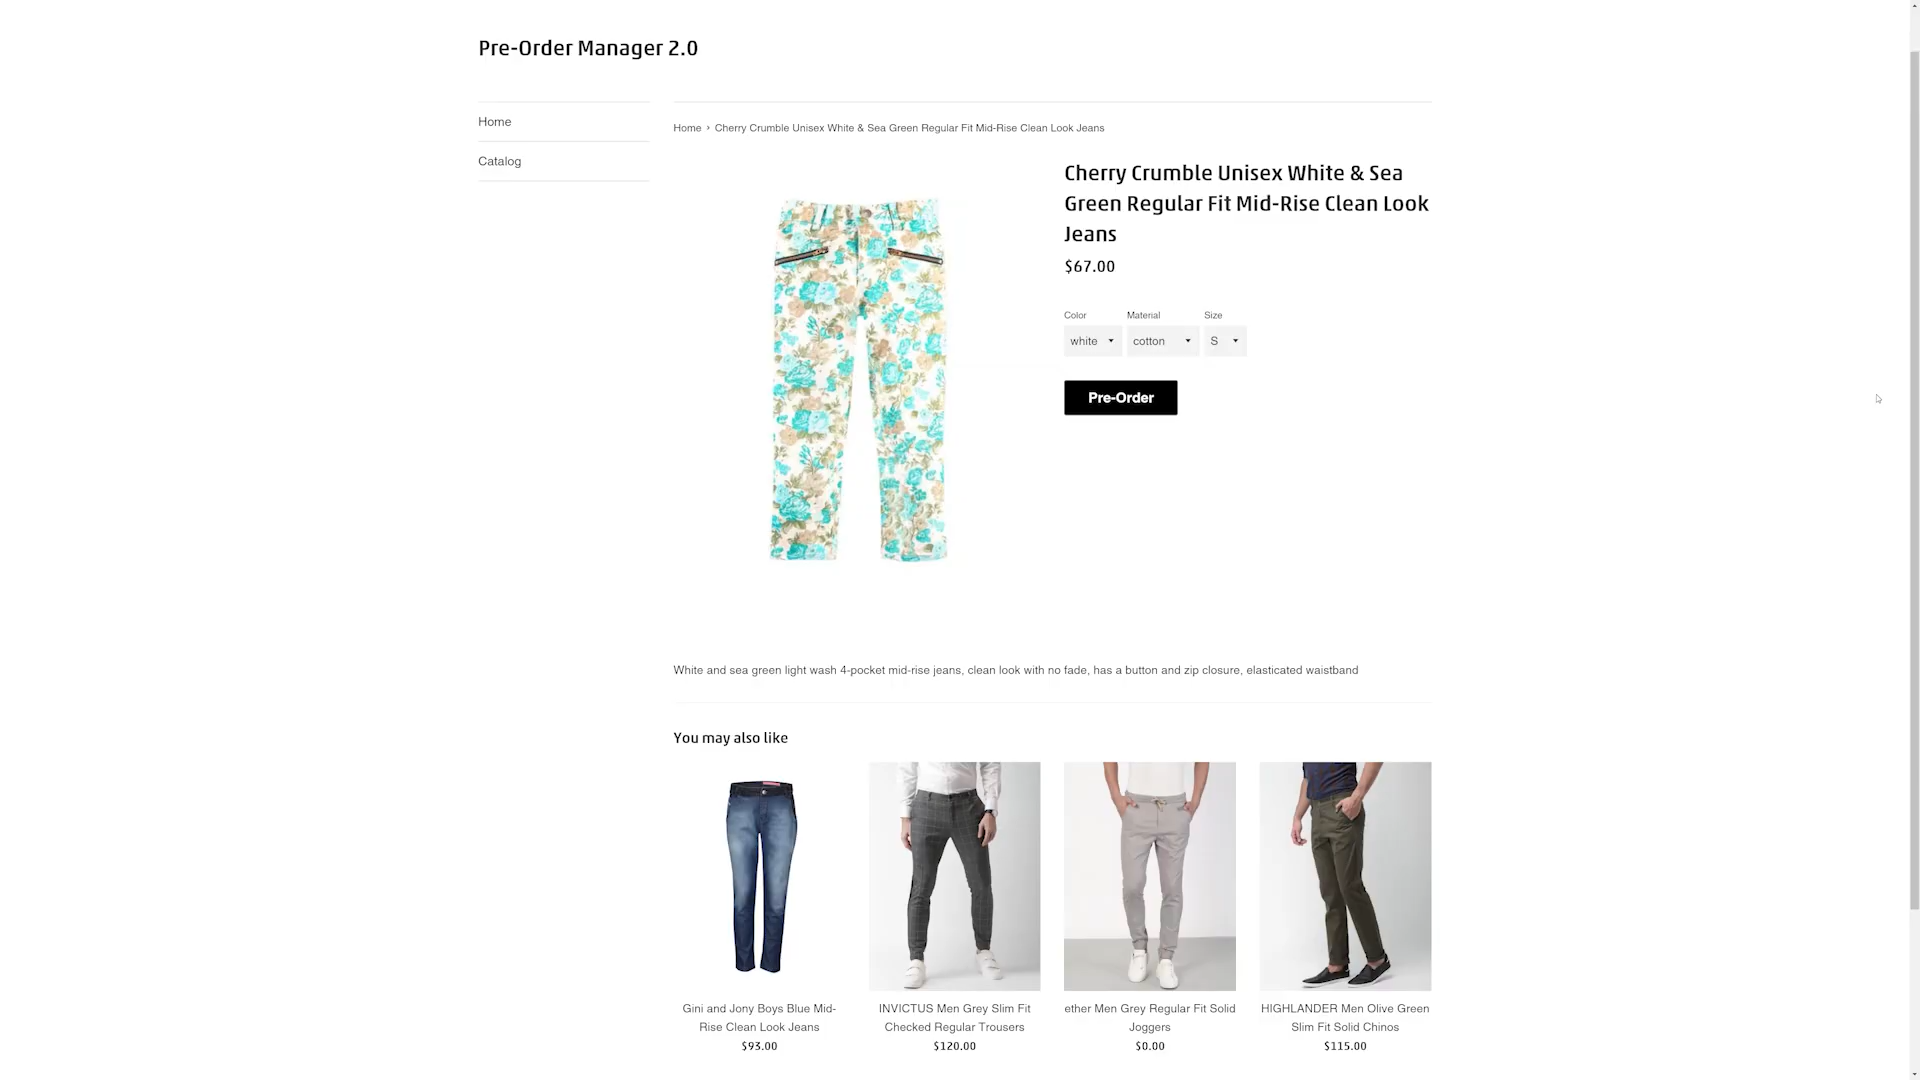 Pre-Order Manager 2.0
Home
Catalog
Home › Cherry Crumble Unisex White & Sea Green Regular Fit Mid-Rise Clean Look Jeans
Cherry Crumble Unisex White & Sea
Green Regular Fit Mid-Rise Clean Look
Jeans
$67.00
Color Material Size
white cotton S
Pre-Order
White and sea green light wash 4-pocket mid-rise jeans, clean look with no fade, has a button and zip closure, elasticated waistband
You may also like
Gini and Jony Boys Blue Mid-
Rise Clean Look Jeans
$93.00
INVICTUS Men Grey Slim Fit
Checked Regular Trousers
$120.00
ether Men Grey Regular Fit Solid
Joggers
$0.00
HIGHLANDER Men Olive Green
Slim Fit Solid Chinos
$115.00